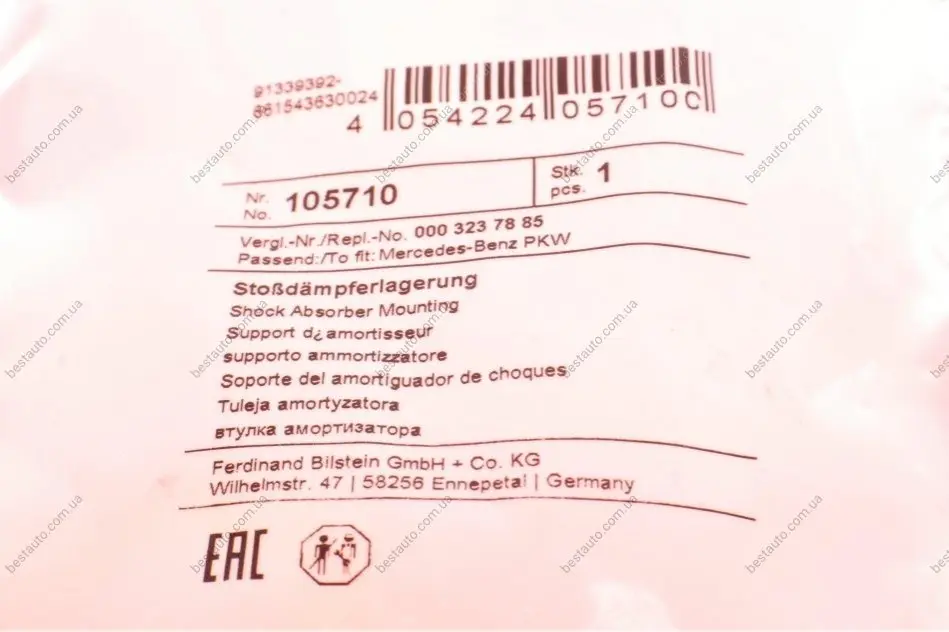 91339392-
661543630024
4 054224 05710C
Nr.
No. 105710
Stk.
pcs. 1
Vergl.-Nr./Repl.-No. 000 323 78 85
Passend:/To fit: Mercedes-Benz PKW
Stoßdämpferlagerung
Shock Absorber Mounting
Support d¿amortisseur
supporto ammortizzatore
Soporte del amortiguador de choques
Tuleja amortyzatora
втулка амортизатора
Ferdinand Bilstein GmbH + Co. KG
Wilhelmstr. 47 | 58256 Ennepetal | Germany
EAC
bestauto.com.ua